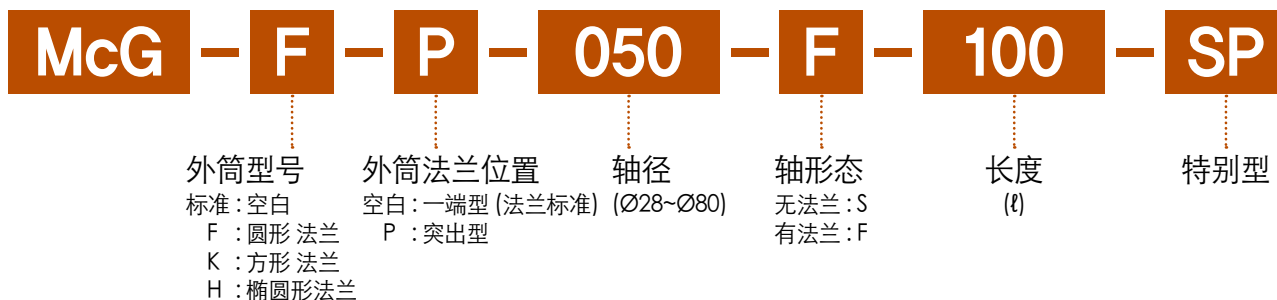 McG — F — P — 050 — F — 100 — SP
外筒型号 外筒法兰位置 轴径 轴形态 长度 特别型
标准 : 空白 空白 : 一端型 (法兰标准) (Ø28~Ø80) 无法兰 : S (ℓ)
F : 圆形 法兰 P : 突出型 有法兰 : F
K : 方形 法兰
H : 椭圆形法兰